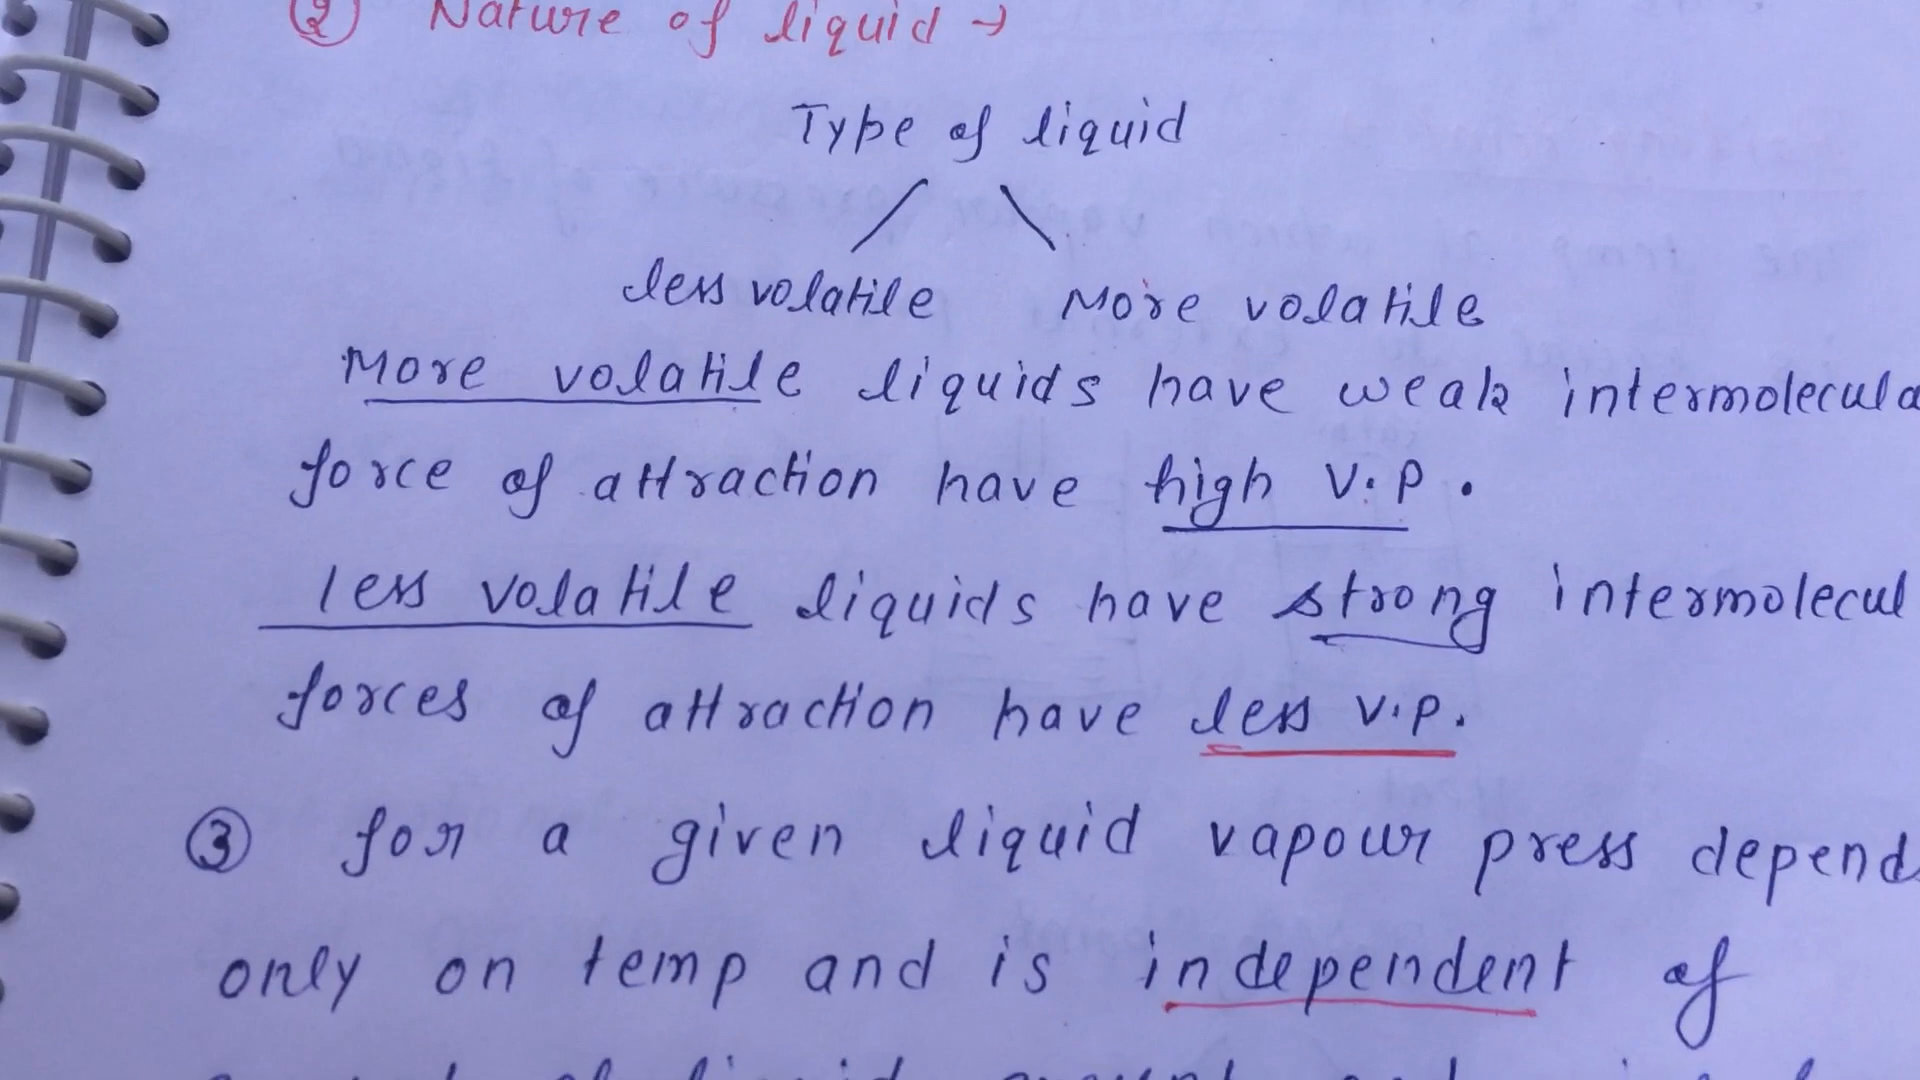 ② Nature of liquid →
Type of liquid
less volatile More volatile
More volatile liquids have weak intermolecula
force of attraction have high V.P.
less volatile liquids have strong intermolecul
forces of attraction have less V.P.
③ for a given liquid vapour press depends
only on temp and is independent of